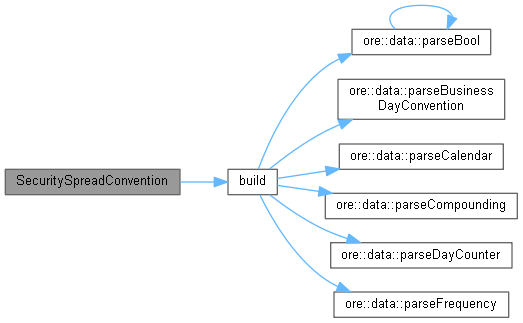 ore::data::parseBool
ore::data::parseBusiness
DayConvention
ore::data::parseCalendar
SecuritySpreadConvention
build
ore::data::parseCompounding
ore::data::parseDayCounter
ore::data::parseFrequency